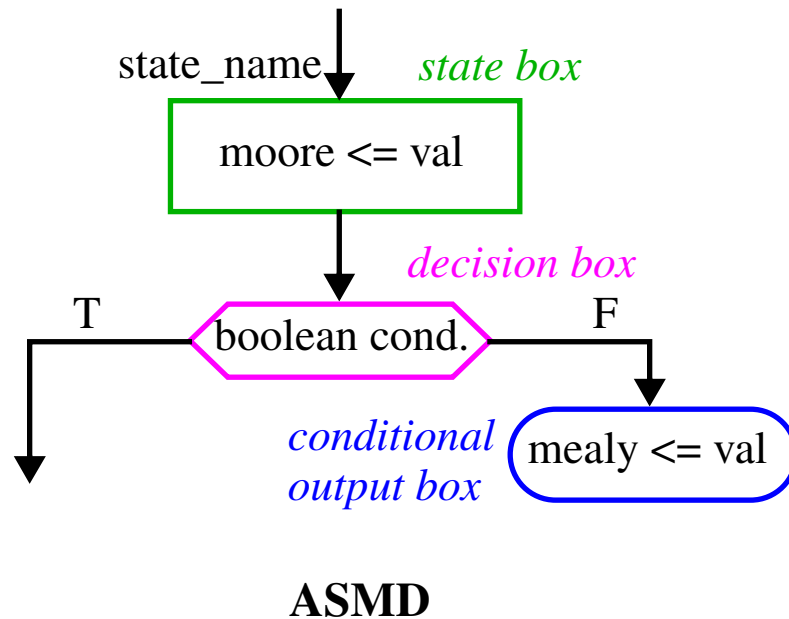 state_name
state box
moore <= val
decision box
T
boolean cond.
F
conditional
output box
mealy <= val
ASMD